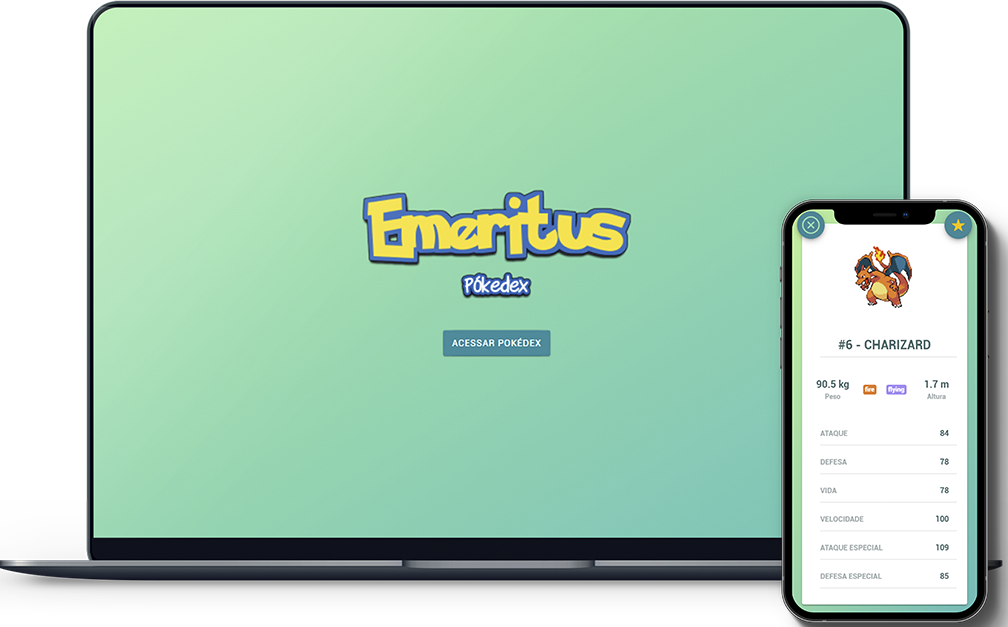 Emeritus
Pókedex
ACESSAR POKÉDEX
#6 - CHARIZARD
90.5 kg fire flying 1.7 m
Peso Altura
ATAQUE 84
DEFESA 78
VIDA 78
VELOCIDADE 100
ATAQUE ESPECIAL 109
DEFESA ESPECIAL 85